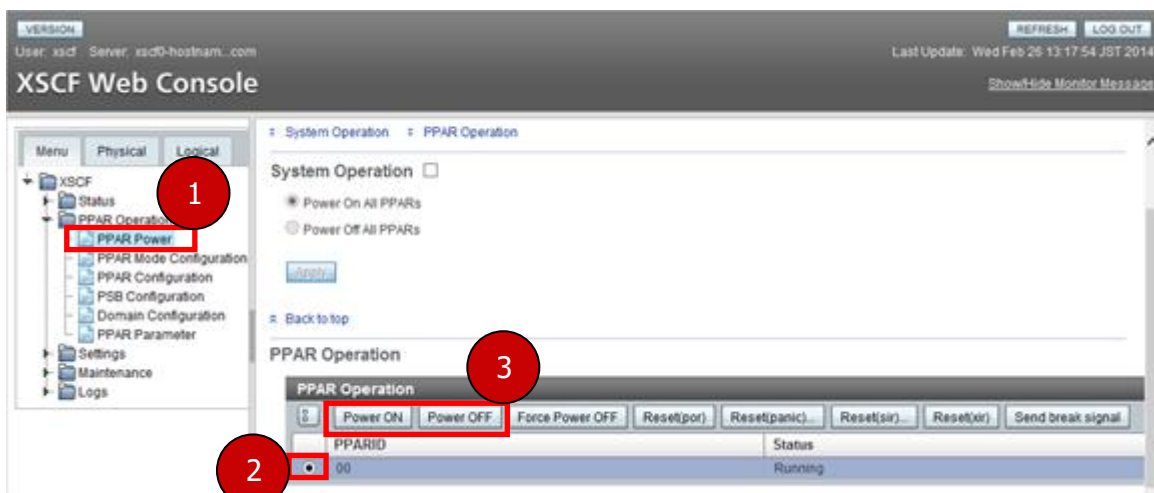 VERSION
REFRESH LOG OUT
User: xscf Server: xscf0-hostnam...com
Last Update: Wed Feb 26 13:17:54 JST 2014
XSCF Web Console
Show/Hide Monitor Message
Menu Physical Logical
XSCF
Status
PPAR Operation
PPAR Power
PPAR Mode Configuration
PPAR Configuration
PSB Configuration
Domain Configuration
PPAR Parameter
Settings
Maintenance
Logs
1
System Operation PPAR Operation
System Operation
Power On All PPARs
Power Off All PPARs
Apply
Back to top
PPAR Operation
3
PPAR Operation
Power ON Power OFF Force Power OFF Reset(por) Reset(panic)... Reset(sir)... Reset(xir) Send break signal
PPARID Status
2
00 Running